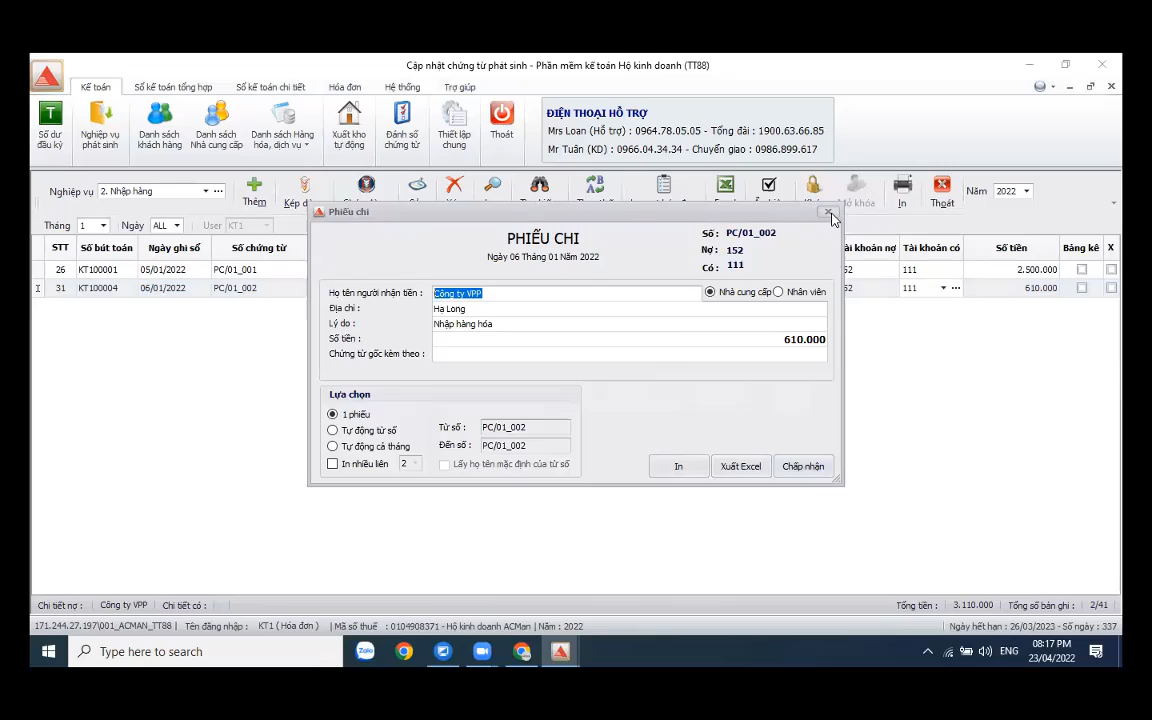 Cập nhật chứng từ phát sinh - Phần mềm kế toán Hộ kinh doanh (TT88)
Kế toán Sổ kế toán tổng hợp Sổ kế toán chi tiết Hóa đơn Hệ thống Trợ giúp
Số dư đầu kỳ
Nghiệp vụ phát sinh
Danh sách khách hàng
Danh sách Nhà cung cấp
Danh sách Hàng hóa, dịch vụ
Xuất kho tự động
Đánh số chứng từ
Thiết lập chung
Thoát
ĐIỆN THOẠI HỖ TRỢ
Mrs Loan (Hỗ trợ) : 0964.78.05.05 - Tổng đài : 1900.63.66.85
Mr Tuân (KD) : 0966.04.34.34 - Chuyển giao : 0986.899.617
Nghiệp vụ 2. Nhập hàng Thêm In Thoát Năm 2022
Tháng 1 Ngày ALL User KT1
STT Số bút toán Ngày ghi sổ Số chứng từ Tài khoản có Số tiền Bảng kê X
26 KT100001 05/01/2022 PC/01_001 111 2.500.000
31 KT100004 06/01/2022 PC/01_002 111 610.000
Phiếu chi
PHIẾU CHI
Ngày 06 Tháng 01 Năm 2022
Số : PC/01_002
Nợ : 152
Có : 111
Họ tên người nhận tiền : Công ty VPP Nhà cung cấp Nhân viên
Địa chỉ : Hạ Long
Lý do : Nhập hàng hóa
Số tiền : 610.000
Chứng từ gốc kèm theo :
Lựa chọn
1 phiếu
Tự động từ số Từ số : PC/01_002
Tự động cả tháng Đến số : PC/01_002
In nhiều liên 2 Lấy họ tên mặc định của từ số
In Xuất Excel Chấp nhận
Chi tiết nợ : Công ty VPP Chi tiết có : Tổng tiền : 3.110.000 Tổng số bản ghi : 2/41
171.244.27.197\001_ACMAN_TT88 Tên đăng nhập : KT1 ( Hóa đơn ) Mã số thuế : 0104908371 - Hộ kinh doanh ACMan Năm : 2022 Ngày hết hạn : 26/03/2023 - Số ngày : 337
Type here to search
Zalo
ENG
08:17 PM
23/04/2022